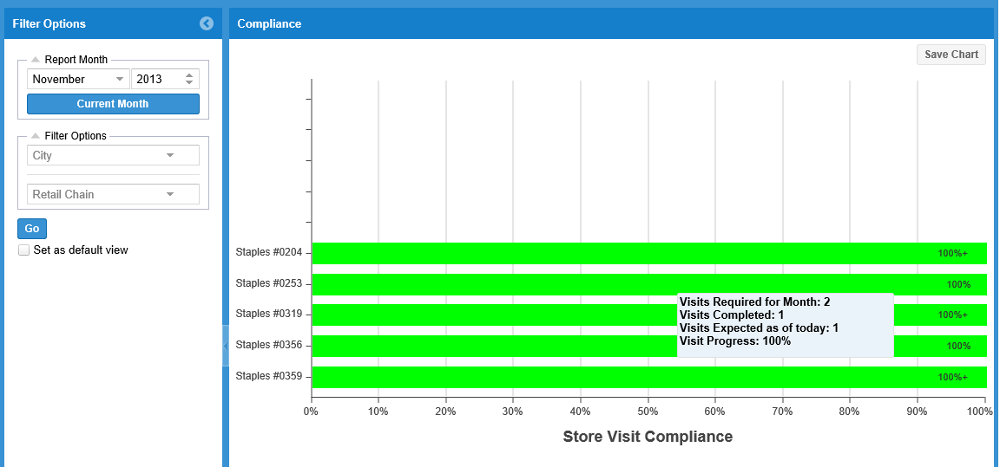 Filter Options
Report Month
November
2013
Current Month
Filter Options
City
Retail Chain
Go
Set as default view
Compliance
Save Chart
Staples #0204
100%+
Staples #0253
100%
Staples #0319
100%+
Staples #0356
100%
Staples #0359
100%+
Visits Required for Month: 2
Visits Completed: 1
Visits Expected as of today: 1
Visit Progress: 100%
0% 10% 20% 30% 40% 50% 60% 70% 80% 90% 100%
Store Visit Compliance